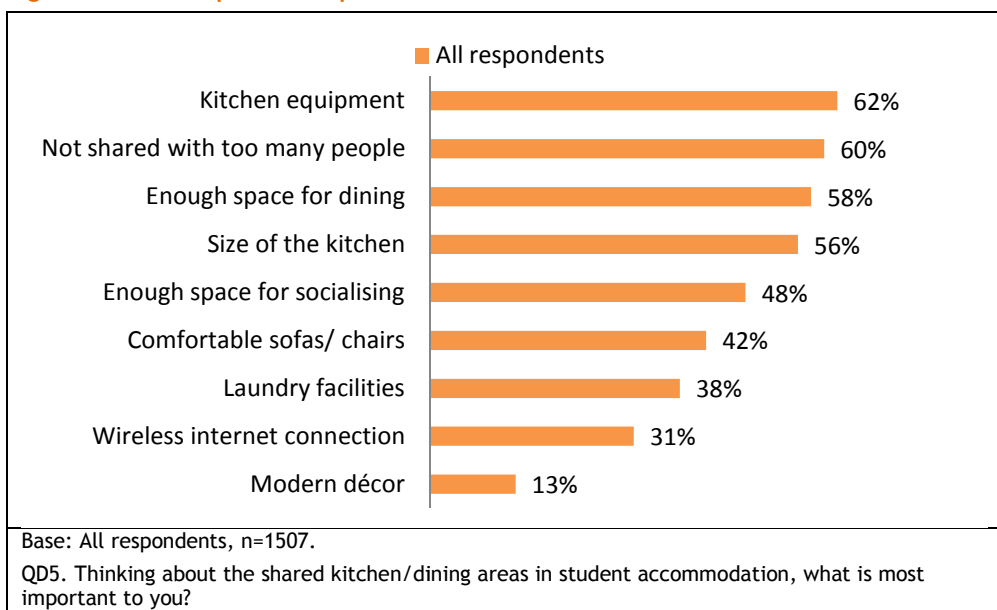 All respondents
Kitchen equipment 62%
Not shared with too many people 60%
Enough space for dining 58%
Size of the kitchen 56%
Enough space for socialising 48%
Comfortable sofas/ chairs 42%
Laundry facilities 38%
Wireless internet connection 31%
Modern décor 13%
Base: All respondents, n=1507.
QD5. Thinking about the shared kitchen/dining areas in student accommodation, what is most
important to you?